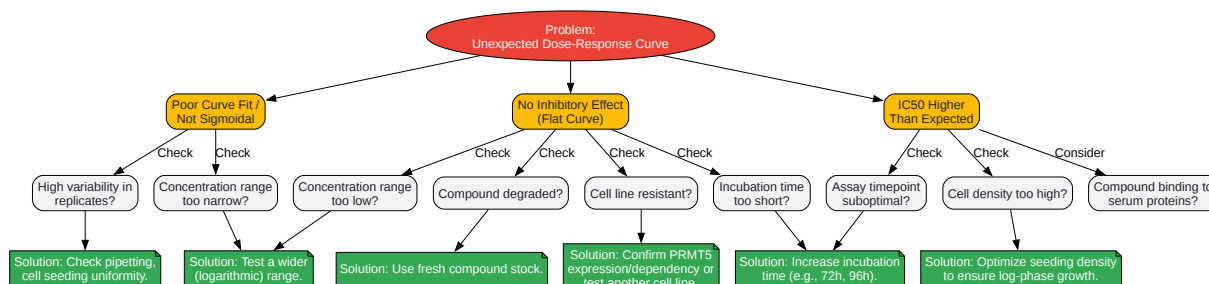 Problem:
Unexpected Dose-Response Curve
Poor Curve Fit /
Not Sigmoidal
No Inhibitory Effect
(Flat Curve)
IC50 Higher
Than Expected
Check
Check
Check
Check
Check
Check
Check
Check
Consider
High variability in
replicates?
Concentration range
too narrow?
Concentration range
too low?
Compound degraded?
Cell line resistant?
Incubation time
too short?
Assay timepoint
suboptimal?
Cell density too high?
Compound binding to
serum proteins?
Solution: Check pipetting,
cell seeding uniformity.
Solution: Test a wider
(logarithmic) range.
Solution: Use fresh compound stock.
Solution: Confirm PRMT5
expression/dependency or
test another cell line.
Solution: Increase incubation
time (e.g., 72h, 96h).
Solution: Optimize seeding density
to ensure log-phase growth.